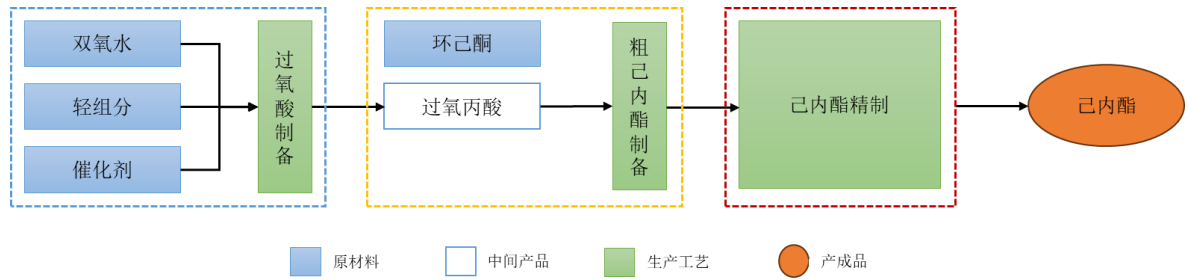 双氧水
轻组分
催化剂
过氧酸制备
环己酮
过氧丙酸
粗己内酯制备
己内酯精制
己内酯
原材料
中间产品
生产工艺
产成品